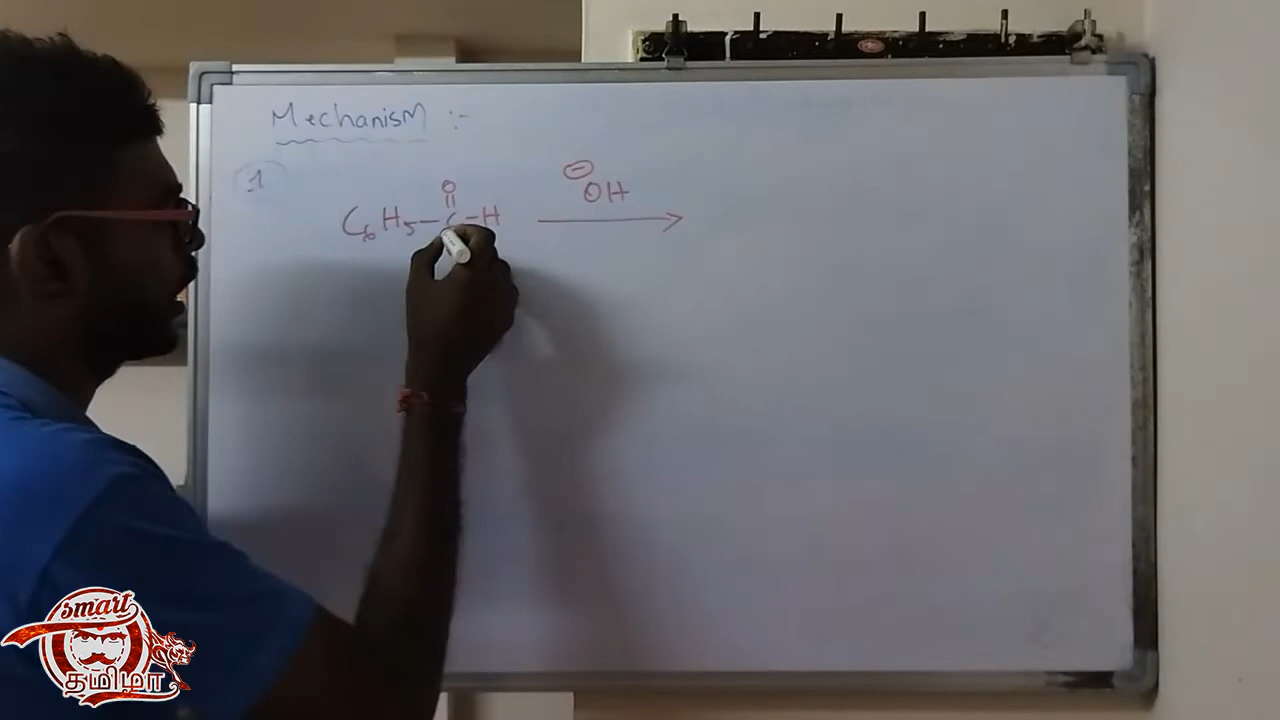 Mechanism :-
1
⊖
O
||
OH
C₆H₅-C-H ⟶
smart
தமிழா